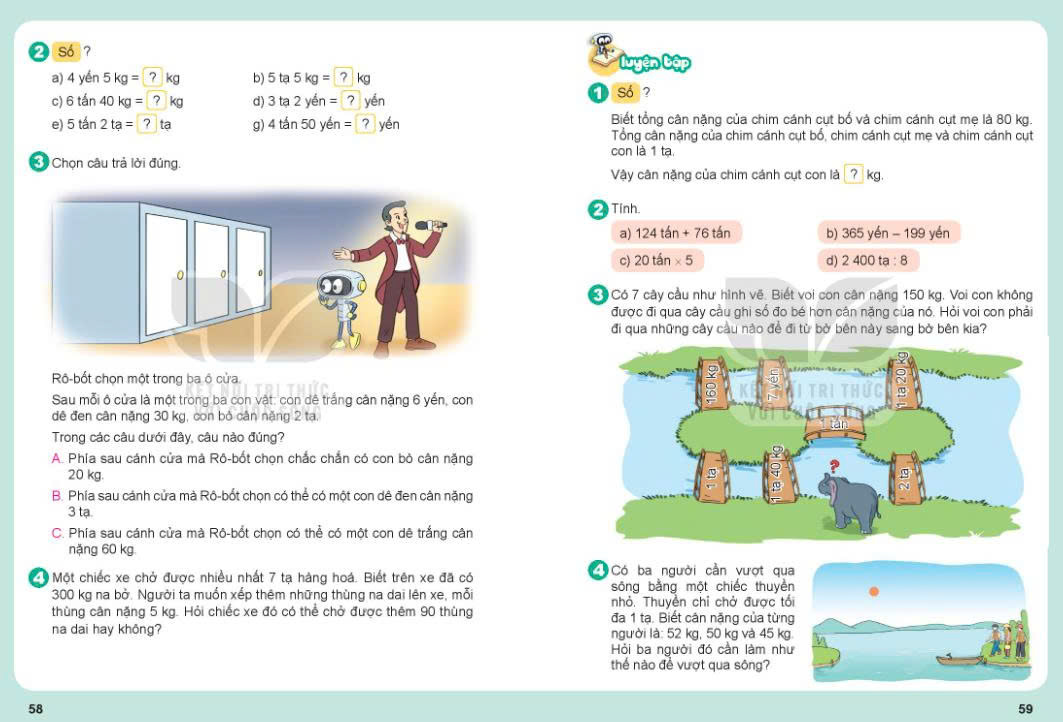 2 Số ?
a) 4 yến 5 kg = ? kg
b) 5 tạ 5 kg = ? kg
c) 6 tấn 40 kg = ? kg
d) 3 tạ 2 yến = ? yến
e) 5 tấn 2 tạ = ? tạ
g) 4 tấn 50 yến = ? yến
3 Chọn câu trả lời đúng.
Rô-bốt chọn một trong ba ô cửa.
Sau mỗi ô cửa là một trong ba con vật: con dê trắng cân nặng 6 yến, con
dê đen cân nặng 30 kg, con bò cân nặng 2 tạ.
Trong các câu dưới đây, câu nào đúng?
A. Phía sau cánh cửa mà Rô-bốt chọn chắc chắn có con bò cân nặng
20 kg.
B. Phía sau cánh cửa mà Rô-bốt chọn có thể có một con dê đen cân nặng
3 tạ.
C. Phía sau cánh cửa mà Rô-bốt chọn có thể có một con dê trắng cân
nặng 60 kg.
4 Một chiếc xe chở được nhiều nhất 7 tạ hàng hoá. Biết trên xe đã có
300 kg na bở. Người ta muốn xếp thêm những thùng na dai lên xe, mỗi
thùng cân nặng 5 kg. Hỏi chiếc xe đó có thể chở được thêm 90 thùng
na dai hay không?
KẾT NỐI TRI THỨC
VỚI CUỘC SỐNG
58
Luyện tập
1 Số ?
Biết tổng cân nặng của chim cánh cụt bố và chim cánh cụt mẹ là 80 kg.
Tổng cân nặng của chim cánh cụt bố, chim cánh cụt mẹ và chim cánh cụt
con là 1 tạ.
Vậy cân nặng của chim cánh cụt con là ? kg.
2 Tính.
a) 124 tấn + 76 tấn
b) 365 yến – 199 yến
c) 20 tấn × 5
d) 2 400 tạ : 8
3 Có 7 cây cầu như hình vẽ. Biết voi con cân nặng 150 kg. Voi con không
được đi qua cây cầu ghi số đo bé hơn cân nặng của nó. Hỏi voi con phải
đi qua những cây cầu nào để đi từ bờ bên này sang bờ bên kia?
160 kg
7 yến
1 tạ 20 kg
1 tấn
1 tạ
1 tạ 40 kg
2 tạ
?
KẾT NỐI TRI THỨC
VỚI CUỘC SỐNG
4 Có ba người cần vượt qua
sông bằng một chiếc thuyền
nhỏ. Thuyền chỉ chở được tối
đa 1 tạ. Biết cân nặng của từng
người là: 52 kg, 50 kg và 45 kg.
Hỏi ba người đó cần làm như
thế nào để vượt qua sông?
59